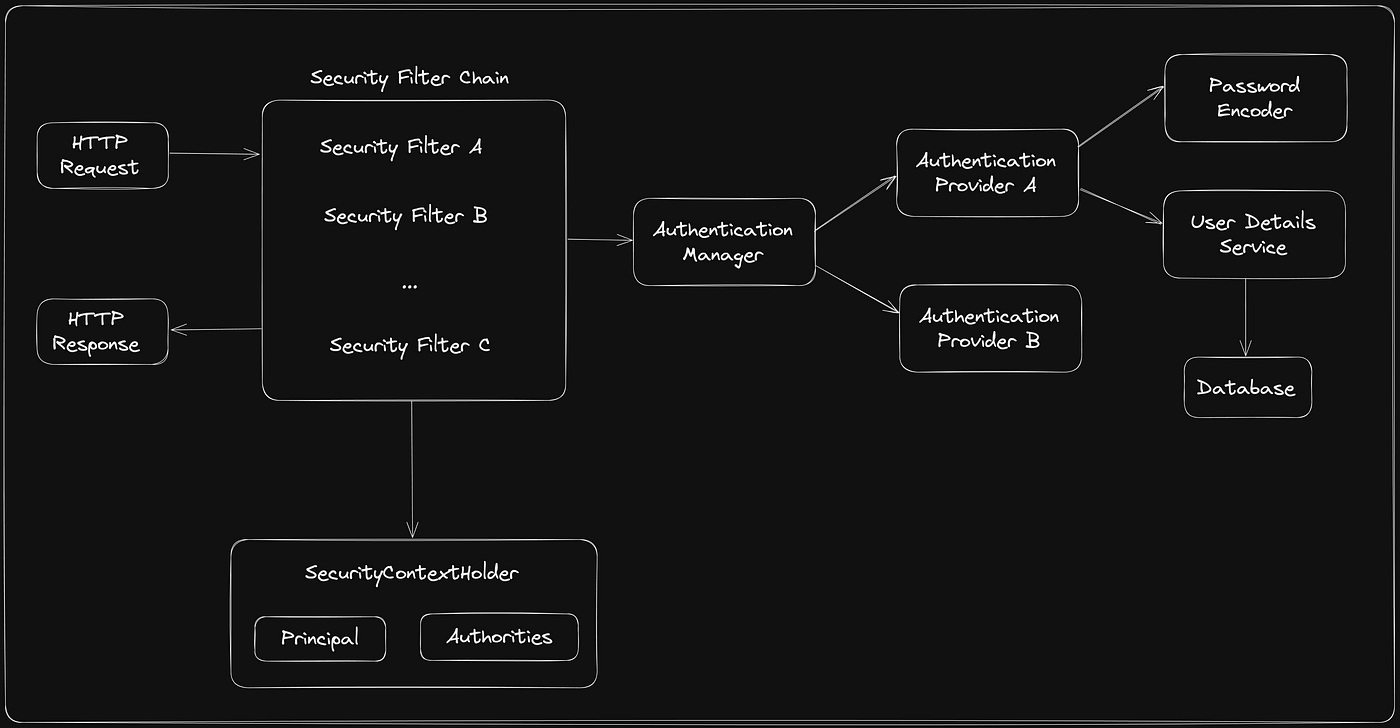 Security Filter Chain
HTTP
Request
Security Filter A
Security Filter B
...
Security Filter C
HTTP
Response
Authentication
Manager
Authentication
Provider A
Authentication
Provider B
Password
Encoder
User Details
Service
Database
SecurityContextHolder
Principal
Authorities